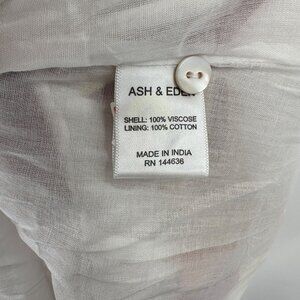 ASH & EDEN
SHELL: 100% VISCOSE
LINING: 100% COTTON
MADE IN INDIA
RN 144636